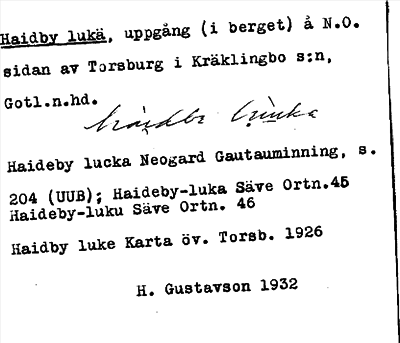 Haidby lukä, uppgång (i berget) å N.O.
sidan av Torsburg i Kräklingbo s:n,
Gotl.n.hd.
Haideby lucka Neogard Gautauminning, s.
204 (UUB); Haideby-luka Säve Ortn.45
Haideby-luku Säve Ortn. 46
Haidby luke Karta öv. Torsb. 1926
H. Gustavson 1932